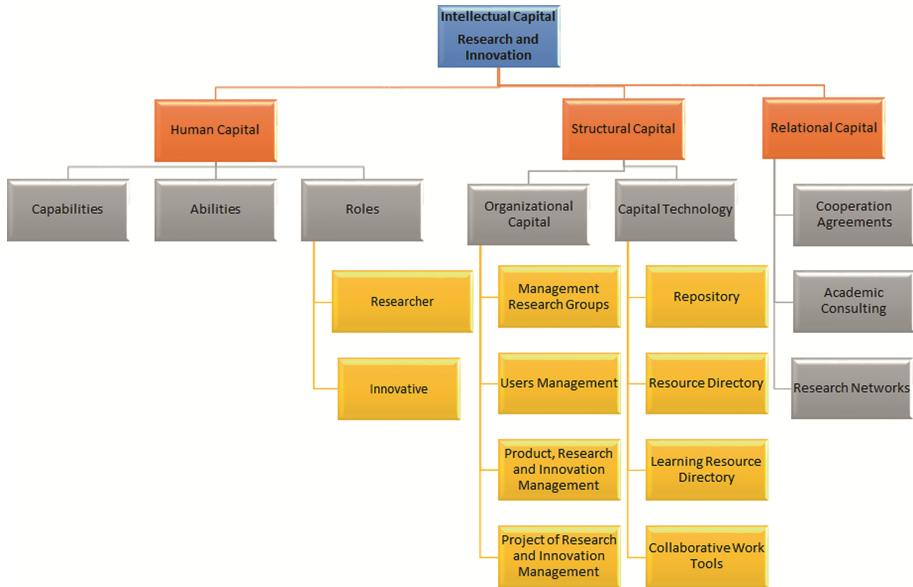 Intellectual Capital
Research and
Innovation
Human Capital
Structural Capital
Relational Capital
Capabilities
Abilities
Roles
Organizational
Capital
Capital Technology
Cooperation
Agreements
Researcher
Management
Research Groups
Repository
Academic
Consulting
Innovative
Users Management
Resource Directory
Research Networks
Product, Research
and Innovation
Management
Learning Resource
Directory
Project of Research
and Innovation
Management
Collaborative Work
Tools